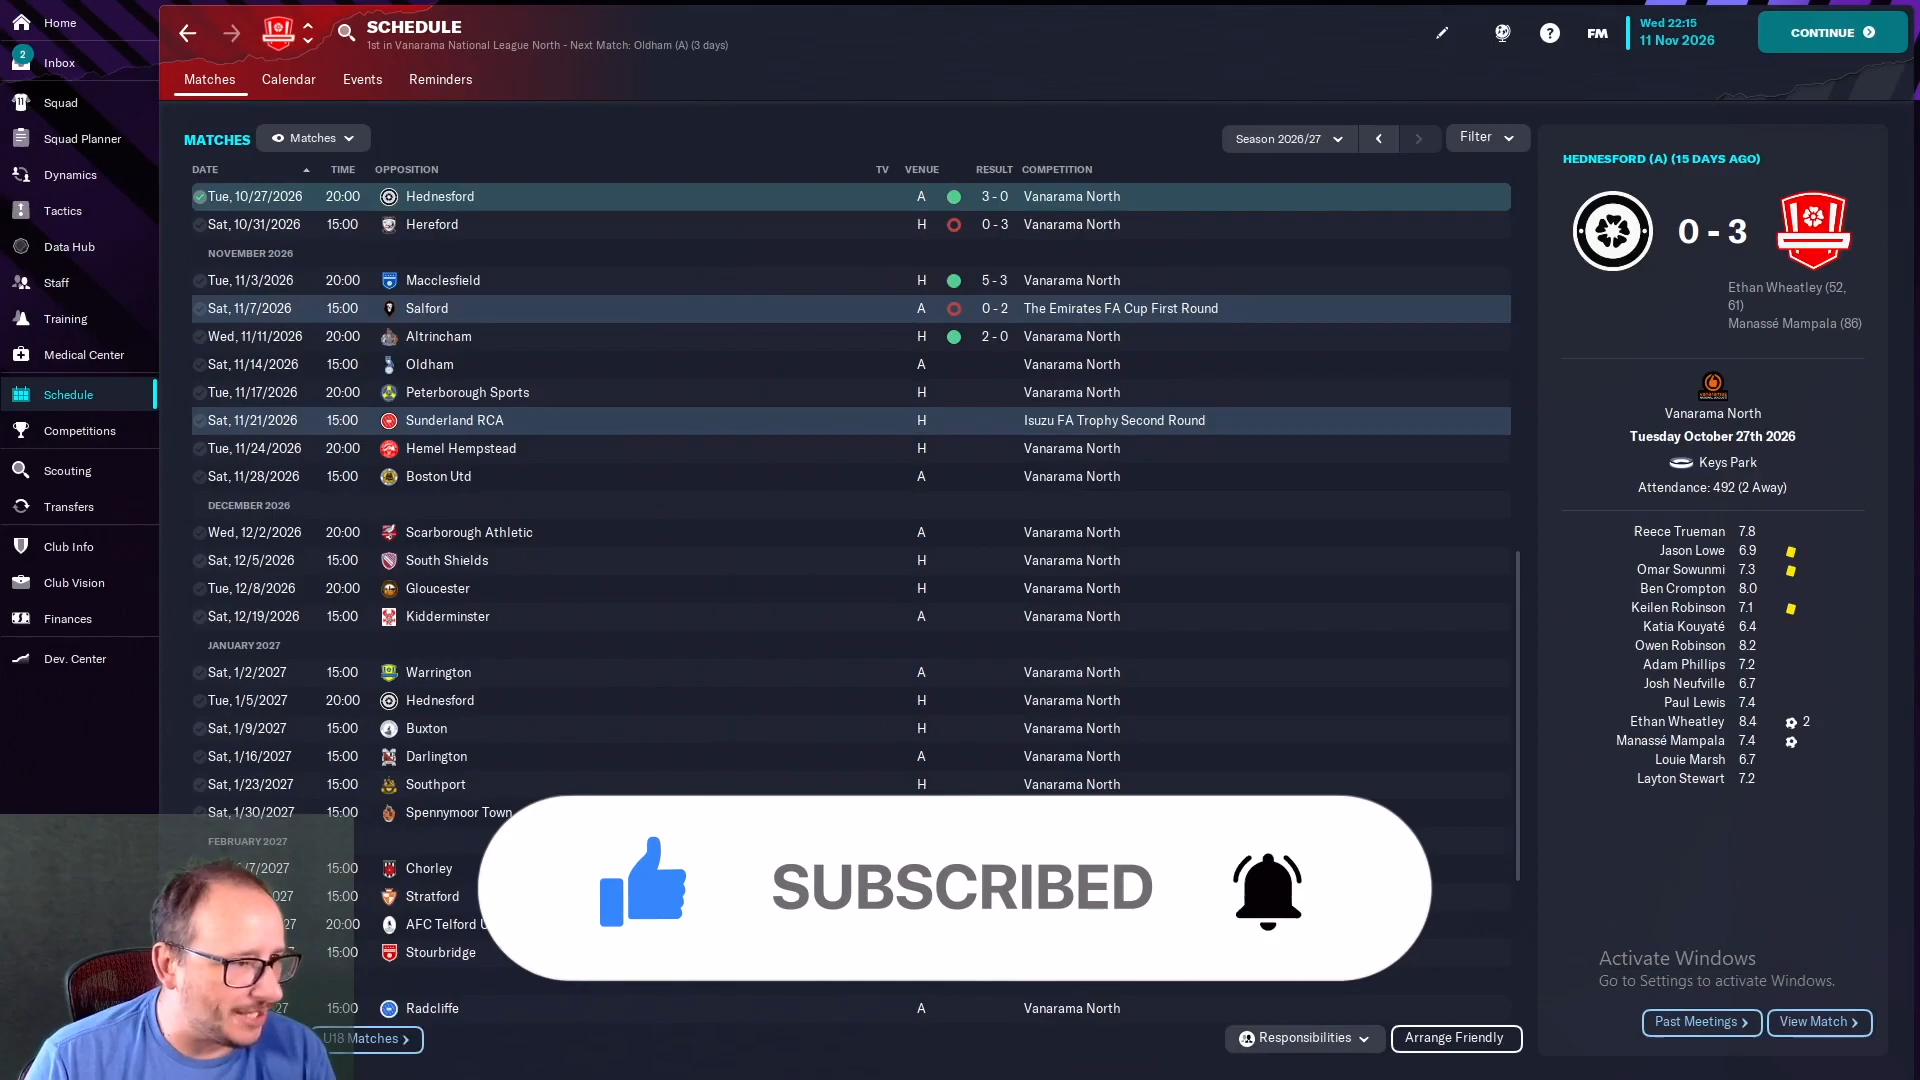 Home
2
Inbox
Squad
Squad Planner
Dynamics
Tactics
Data Hub
Staff
Training
Medical Center
Schedule
Competitions
Scouting
Transfers
Club Info
Club Vision
Finances
Dev. Center
SCHEDULE
1st in Vanarama National League North - Next Match: Oldham (A) (3 days)
Matches Calendar Events Reminders
? FM Wed 22:15
11 Nov 2026
CONTINUE
MATCHES Matches Season 2026/27 Filter
DATE TIME OPPOSITION TV VENUE RESULT COMPETITION
Tue, 10/27/2026 20:00 Hednesford A 3 - 0 Vanarama North
Sat, 10/31/2026 15:00 Hereford H 0 - 3 Vanarama North
NOVEMBER 2026
Tue, 11/3/2026 20:00 Macclesfield H 5 - 3 Vanarama North
Sat, 11/7/2026 15:00 Salford A 0 - 2 The Emirates FA Cup First Round
Wed, 11/11/2026 20:00 Altrincham H 2 - 0 Vanarama North
Sat, 11/14/2026 15:00 Oldham A Vanarama North
Tue, 11/17/2026 20:00 Peterborough Sports H Vanarama North
Sat, 11/21/2026 15:00 Sunderland RCA H Isuzu FA Trophy Second Round
Tue, 11/24/2026 20:00 Hemel Hempstead H Vanarama North
Sat, 11/28/2026 15:00 Boston Utd A Vanarama North
DECEMBER 2026
Wed, 12/2/2026 20:00 Scarborough Athletic A Vanarama North
Sat, 12/5/2026 15:00 South Shields H Vanarama North
Tue, 12/8/2026 20:00 Gloucester H Vanarama North
Sat, 12/19/2026 15:00 Kidderminster A Vanarama North
JANUARY 2027
Sat, 1/2/2027 15:00 Warrington A Vanarama North
Tue, 1/5/2027 20:00 Hednesford H Vanarama North
Sat, 1/9/2027 15:00 Buxton H Vanarama North
Sat, 1/16/2027 15:00 Darlington A Vanarama North
Sat, 1/23/2027 15:00 Southport H Vanarama North
Sat, 1/30/2027 15:00 Spennymoor Town
FEBRUARY 2027
/7/2027 15:00 Chorley
027 15:00 Stratford
27 20:00 AFC Telford U
15:00 Stourbridge
27 15:00 Radcliffe A Vanarama North
SUBSCRIBED
U18 Matches
Responsibilities Arrange Friendly
HEDNESFORD (A) (15 DAYS AGO)
0 - 3
Ethan Wheatley (52,
61)
Manassé Mampala (86)
Vanarama North
Tuesday October 27th 2026
Keys Park
Attendance: 492 (2 Away)
Reece Trueman 7.8
Jason Lowe 6.9
Omar Sowunmi 7.3
Ben Crompton 8.0
Keilen Robinson 7.1
Katia Kouyaté 6.4
Owen Robinson 8.2
Adam Phillips 7.2
Josh Neufville 6.7
Paul Lewis 7.4
Ethan Wheatley 8.4 2
Manassé Mampala 7.4
Louie Marsh 6.7
Layton Stewart 7.2
Activate Windows
Go to Settings to activate Windows.
Past Meetings View Match